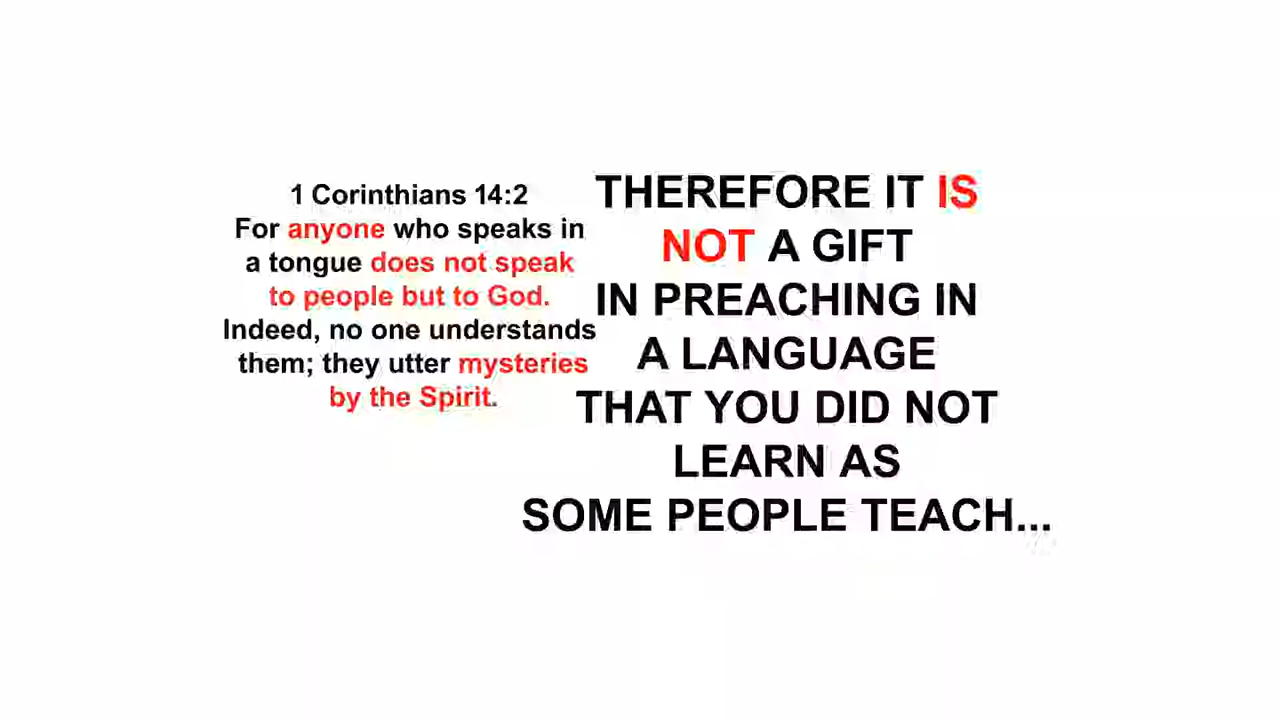 1 Corinthians 14:2
For anyone who speaks in
a tongue does not speak
to people but to God.
Indeed, no one understands
them; they utter mysteries
by the Spirit.
THEREFORE IT IS
NOT A GIFT
IN PREACHING IN
A LANGUAGE
THAT YOU DID NOT
LEARN AS
SOME PEOPLE TEACH...